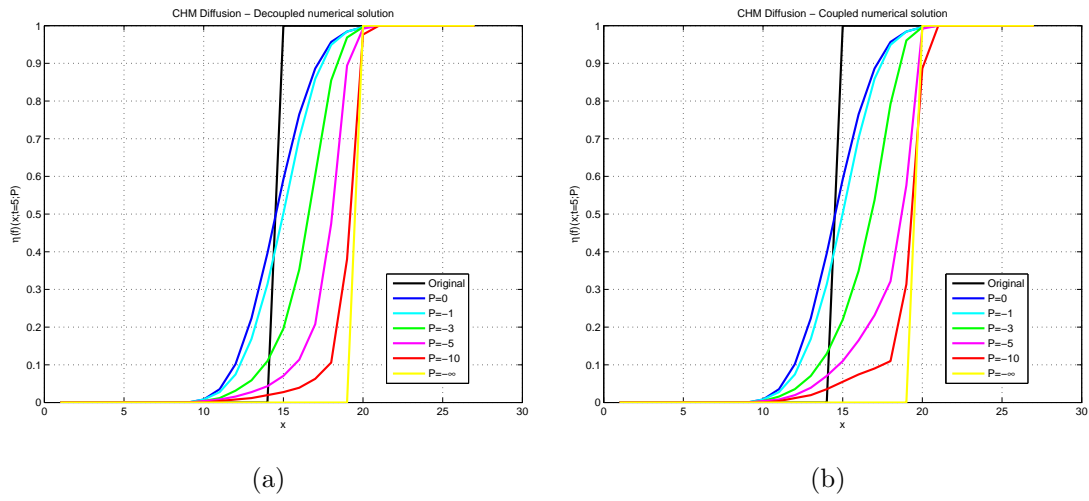 CHM Diffusion − Decoupled numerical solution
1
0.9
0.8
0.7
0.6
0.5
0.4
0.3
0.2
0.1
0
η(f)(x;t=5;P)
0 5 10 15 20 25 30
x
Original
P=0
P=−1
P=−3
P=−5
P=−10
P=−∞
(a)
CHM Diffusion − Coupled numerical solution
1
0.9
0.8
0.7
0.6
0.5
0.4
0.3
0.2
0.1
0
η(f)(x;t=5;P)
0 5 10 15 20 25 30
x
Original
P=0
P=−1
P=−3
P=−5
P=−10
P=−∞
(b)